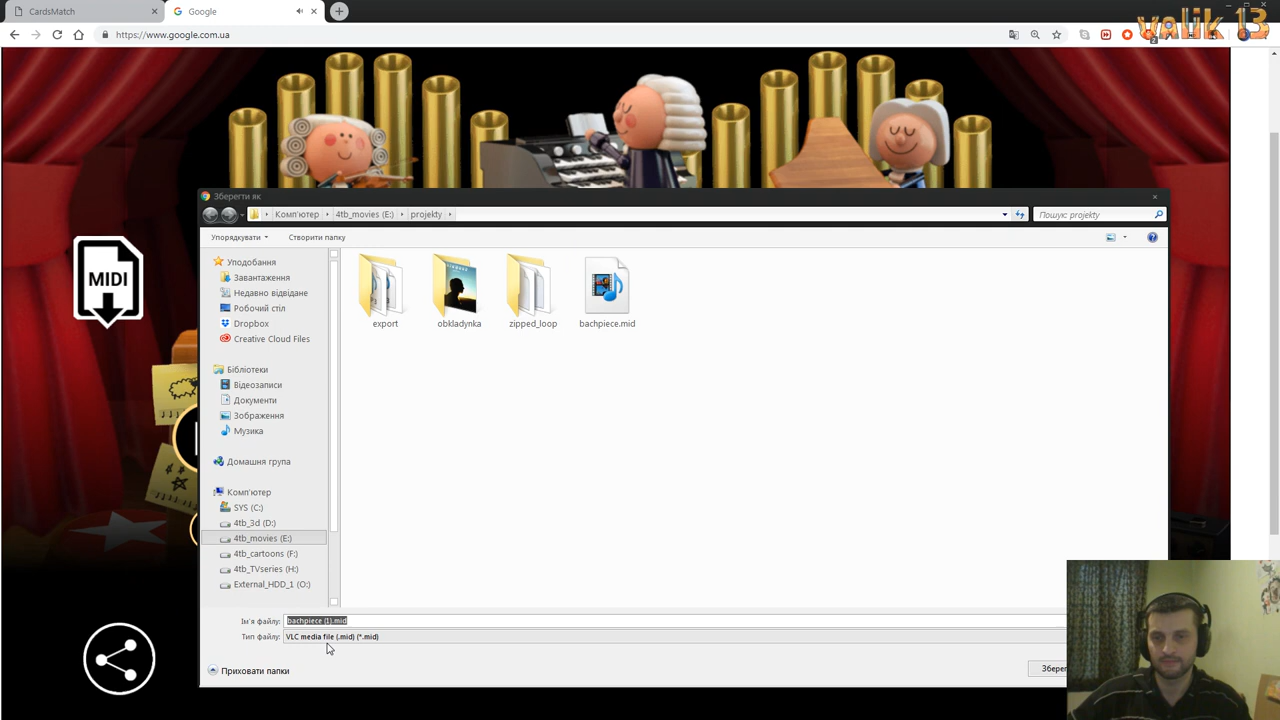 CardsMatch
Google
https://www.google.com.ua
2
valik 13
MIDI
Зберегти як
Комп'ютер
4tb_movies (E:)
projekty
Пошук: projekty
Упорядкувати
Створити папку
Уподобання
Завантаження
Недавно відвідане
Робочий стіл
Dropbox
Creative Cloud Files
Бібліотеки
Відеозаписи
Документи
Зображення
Музика
Домашня група
Комп'ютер
SYS (C:)
4tb_3d (D:)
4tb_movies (E:)
4tb_cartoons (F:)
4tb_TVseries (H:)
External_HDD_1 (O:)
export
obkladynka
zipped_loop
bachpiece.mid
Ім'я файлу:
bachpiece (1).mid
Тип файлу:
VLC media file (.mid) (*.mid)
Приховати папки
Зберег